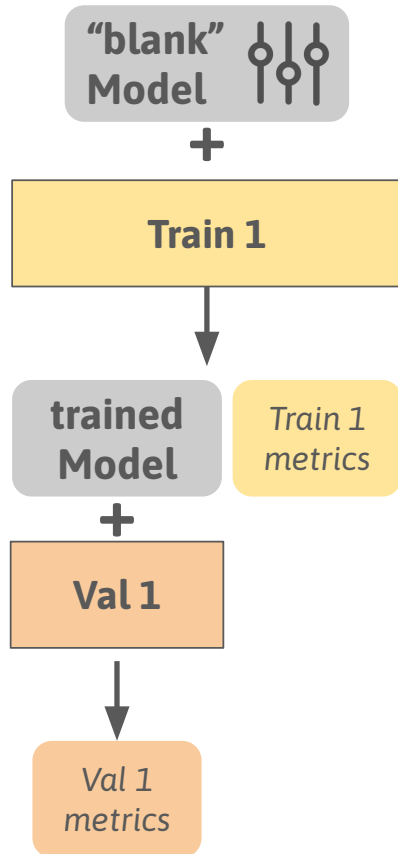 “blank”
Model
+
Train 1
trained
Model
Train 1
metrics
+
Val 1
Val 1
metrics